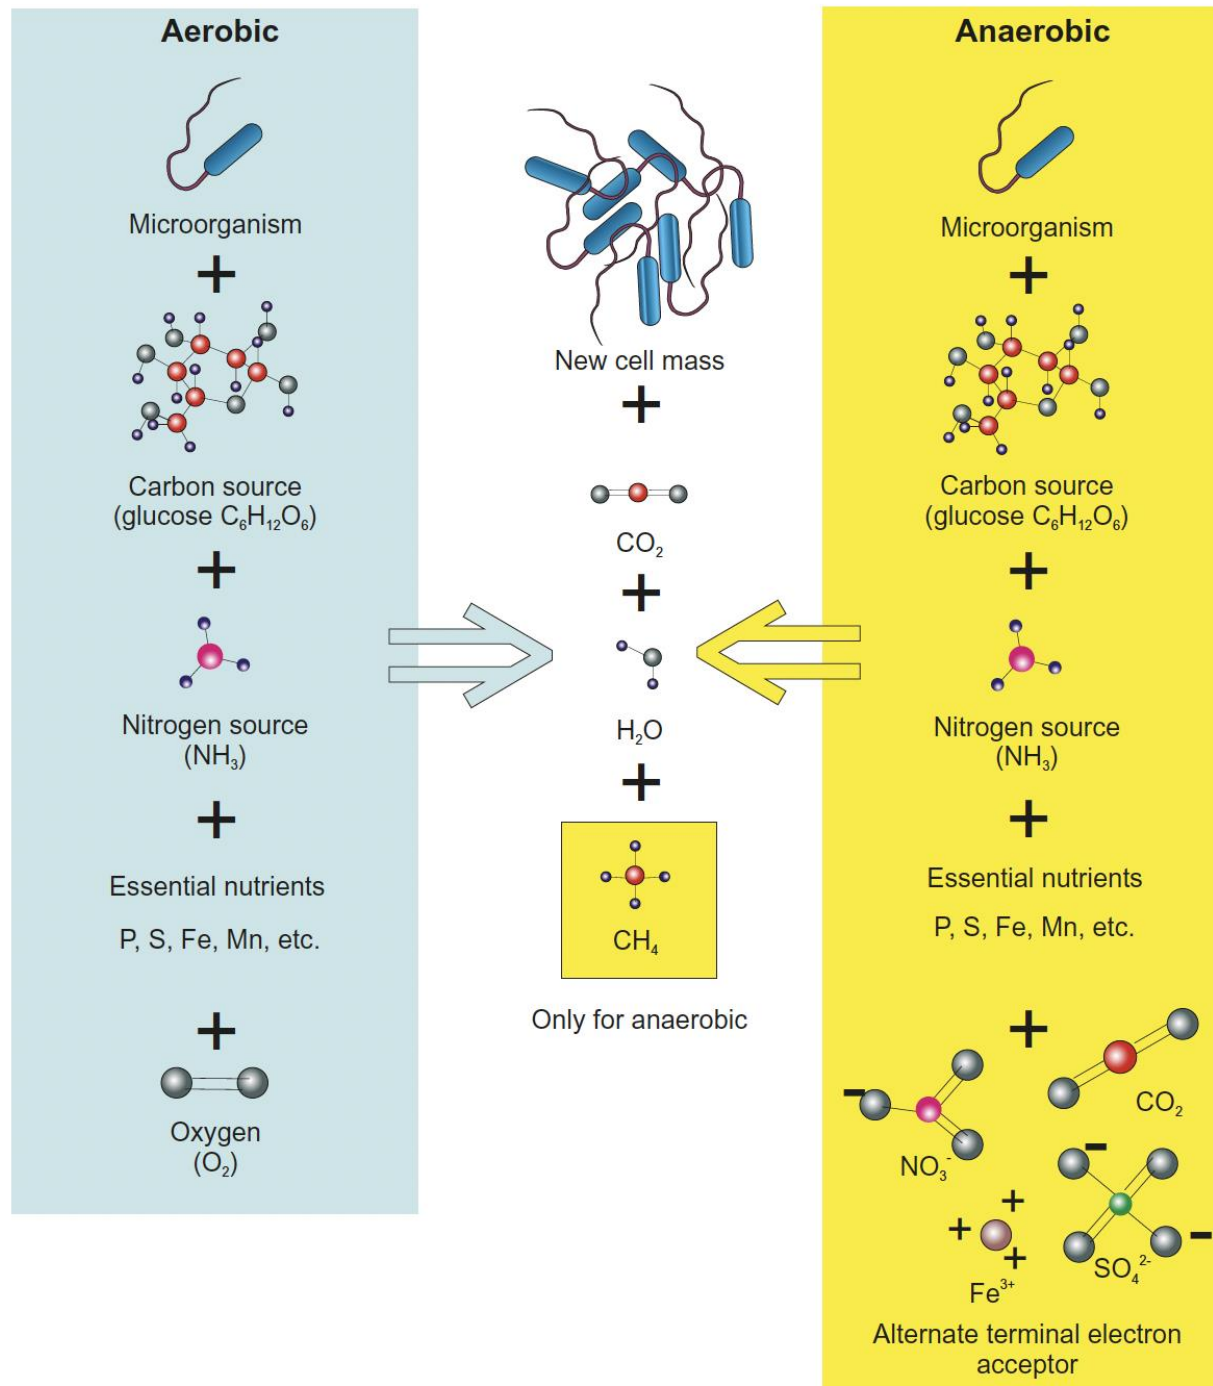 Aerobic
Microorganism
+
Carbon source
(glucose C₆H₁₂O₆)
+
Nitrogen source
(NH₃)
+
Essential nutrients
P, S, Fe, Mn, etc.
+
Oxygen
(O₂)
New cell mass
+
CO₂
+
H₂O
+
CH₄
Only for anaerobic
Anaerobic
Microorganism
+
Carbon source
(glucose C₆H₁₂O₆)
+
Nitrogen source
(NH₃)
+
Essential nutrients
P, S, Fe, Mn, etc.
+
CO₂
-
NO₃⁻
-
-
SO₄²⁻
+
+
+
Fe³⁺
Alternate terminal electron
acceptor